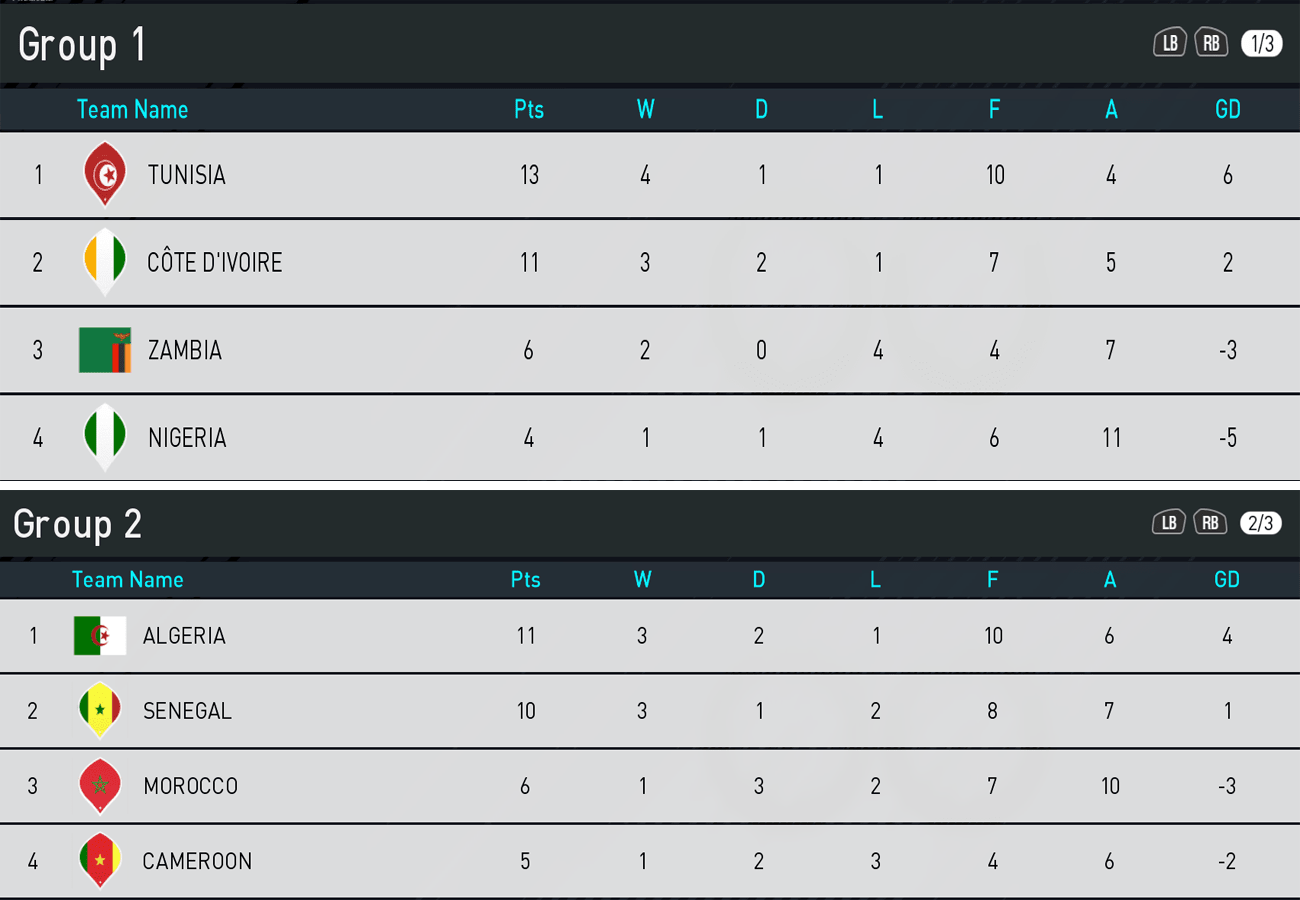 Group 1 LB RB 1/3
Team Name Pts W D L F A GD
1 TUNISIA 13 4 1 1 10 4 6
2 CÔTE D'IVOIRE 11 3 2 1 7 5 2
3 ZAMBIA 6 2 0 4 4 7 -3
4 NIGERIA 4 1 1 4 6 11 -5
Group 2 LB RB 2/3
Team Name Pts W D L F A GD
1 ALGERIA 11 3 2 1 10 6 4
2 SENEGAL 10 3 1 2 8 7 1
3 MOROCCO 6 1 3 2 7 10 -3
4 CAMEROON 5 1 2 3 4 6 -2